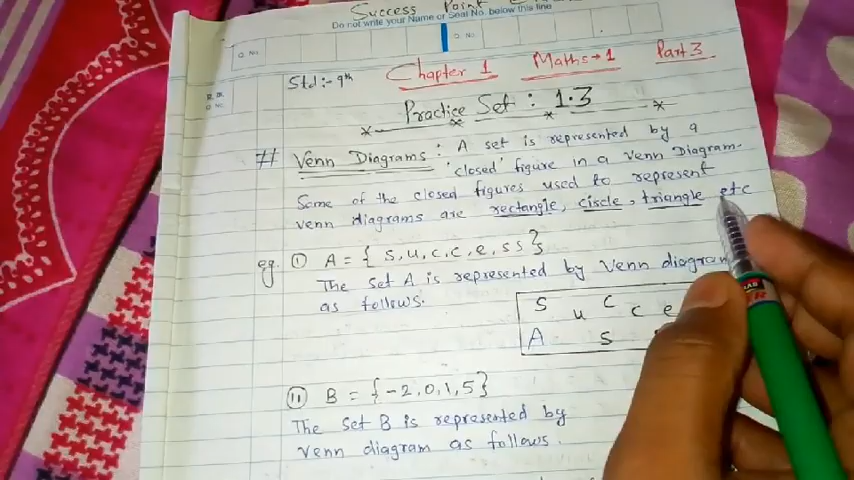 Success Point
Do not write your Name or Seal No. below this line
Q. No.
Q. No.
Std :- 9th Chapter 1 Maths → 1 Part 3
Practice Set : 1.3
# Venn Diagrams : A set is represented by a
'closed' figure in a Venn Diagram.
Some of the closed figures used to represent
venn diagrams are rectangle, circle, triangle etc
eg. (i) A = { s, u, c, c, e, s s }
The set A is represented by Venn diagram
as follows.
S u c c e
A s
(ii) B = {-2, 0, 1, 5}
The set B is represented by
venn diagram as follows.